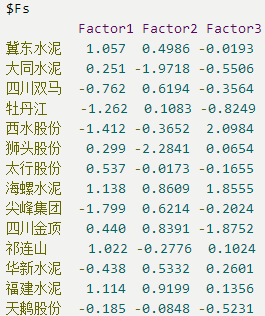 $Fs
Factor1 Factor2 Factor3
冀东水泥 1.057 0.4986 -0.0193
大同水泥 0.251 -1.9718 -0.5506
四川双马 -0.762 0.6194 -0.3564
牡丹江 -1.262 0.1083 -0.8249
西水股份 -1.412 -0.3652 2.0984
狮头股份 0.299 -2.2841 0.0654
太行股份 0.537 -0.0173 -0.1655
海螺水泥 1.138 0.8609 1.8555
尖峰集团 -1.799 0.6214 -0.2024
四川金顶 0.440 0.8391 -1.8752
祁连山 1.022 -0.2776 0.1024
华新水泥 -0.438 0.5332 0.2601
福建水泥 1.114 0.9199 0.1356
天鹅股份 -0.185 -0.0848 -0.5231